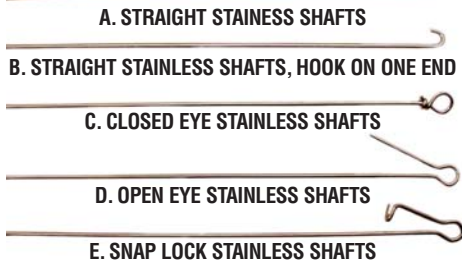 A. STRAIGHT STAINESS SHAFTS
B. STRAIGHT STAINLESS SHAFTS, HOOK ON ONE END
C. CLOSED EYE STAINLESS SHAFTS
D. OPEN EYE STAINLESS SHAFTS
E. SNAP LOCK STAINLESS SHAFTS